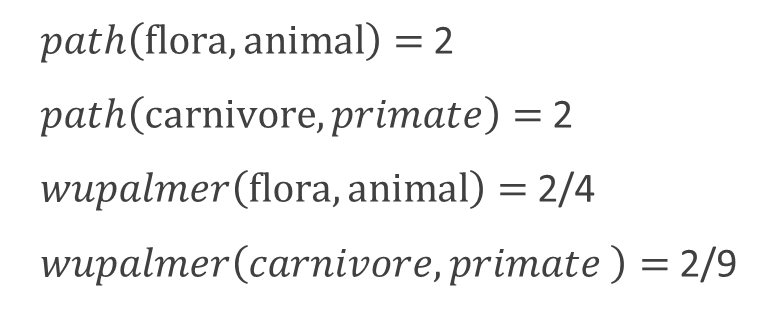 path(flora, animal) = 2
path(carnivore, primate) = 2
wupalmer(flora, animal) = 2/4
wupalmer(carnivore, primate ) = 2/9